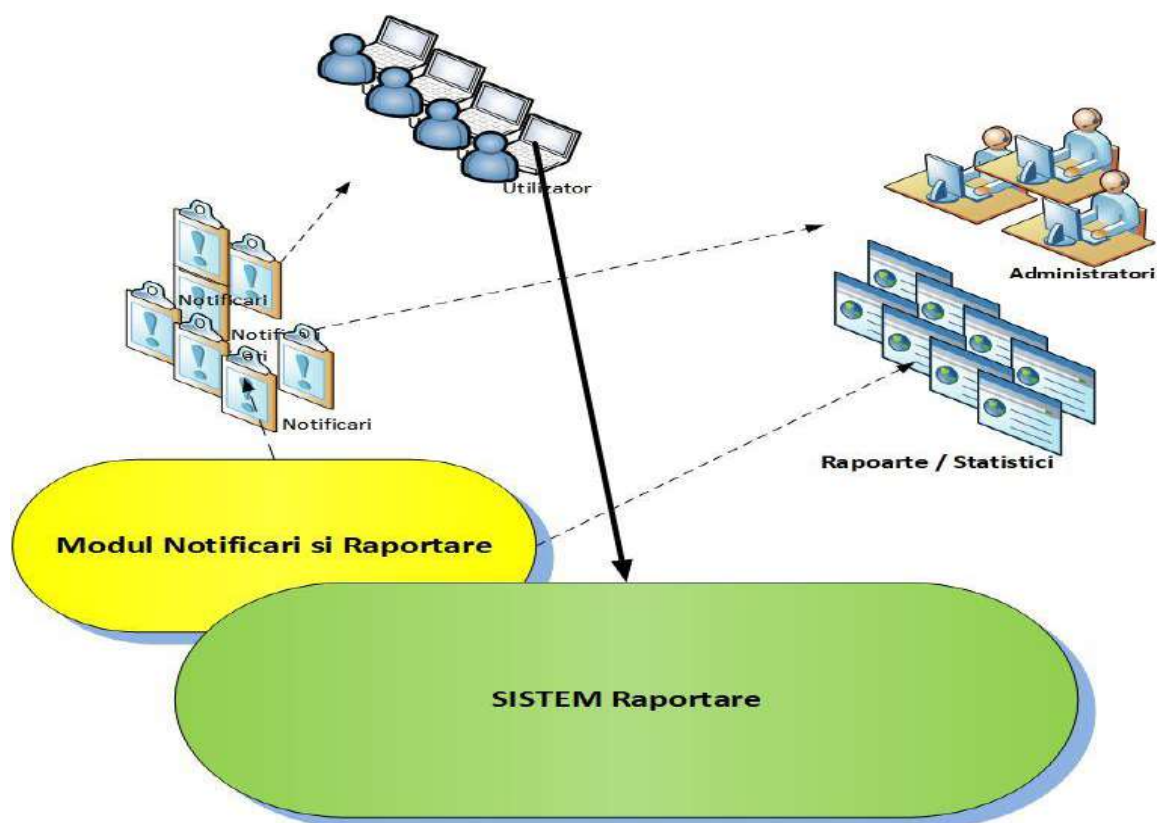 Utilizator
Notificari
Administratori
Notificari
Rapoarte / Statistici
Modul Notificari si Raportare
SISTEM Raportare